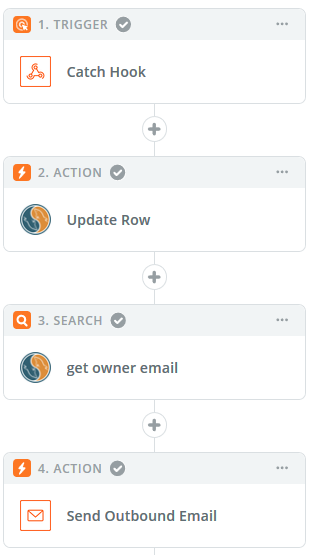 1. TRIGGER
Catch Hook
2. ACTION
Update Row
3. SEARCH
get owner email
4. ACTION
Send Outbound Email